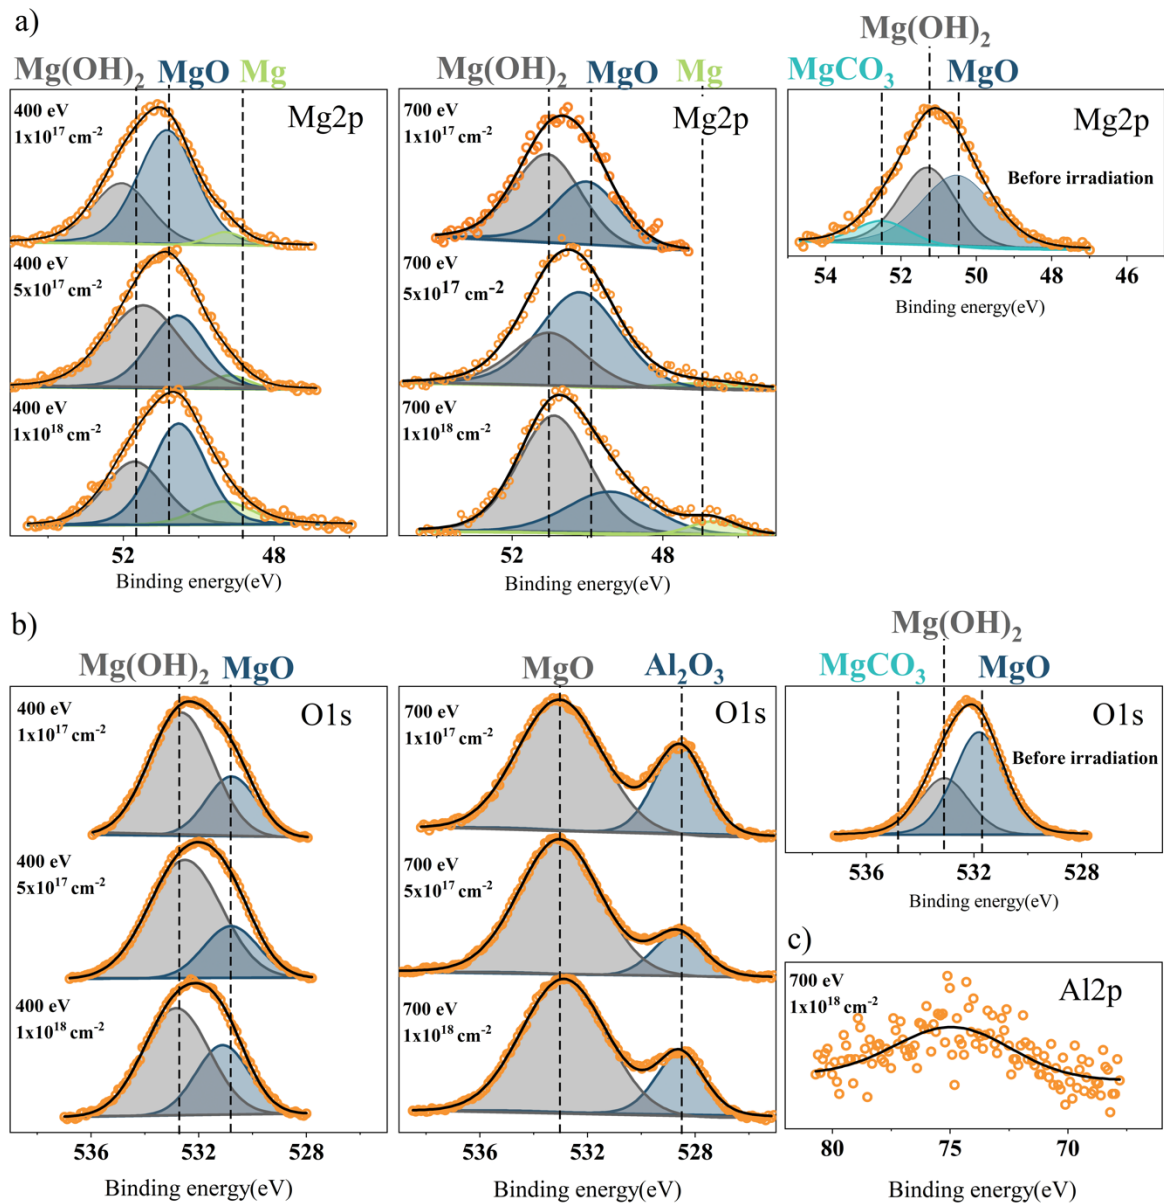 a)
Mg(OH)2 MgO Mg
400 eV
1x10^17 cm^-2
Mg2p
400 eV
5x10^17 cm^-2
400 eV
1x10^18 cm^-2
52 48
Binding energy(eV)
Mg(OH)2 MgO Mg
700 eV
1x10^17 cm^-2
Mg2p
700 eV
5x10^17 cm^-2
700 eV
1x10^18 cm^-2
52 48
Binding energy(eV)
Mg(OH)2
MgCO3 MgO
Mg2p
Before irradiation
54 52 50 48 46
Binding energy(eV)
b)
Mg(OH)2 MgO
400 eV
1x10^17 cm^-2
O1s
400 eV
5x10^17 cm^-2
400 eV
1x10^18 cm^-2
536 532 528
Binding energy(eV)
MgO Al2O3
700 eV
1x10^17 cm^-2
O1s
700 eV
5x10^17 cm^-2
700 eV
1x10^18 cm^-2
536 532 528
Binding energy(eV)
Mg(OH)2
MgCO3 MgO
O1s
Before irradiation
536 532 528
Binding energy(eV)
c)
700 eV
1x10^18 cm^-2
Al2p
80 75 70
Binding energy(eV)